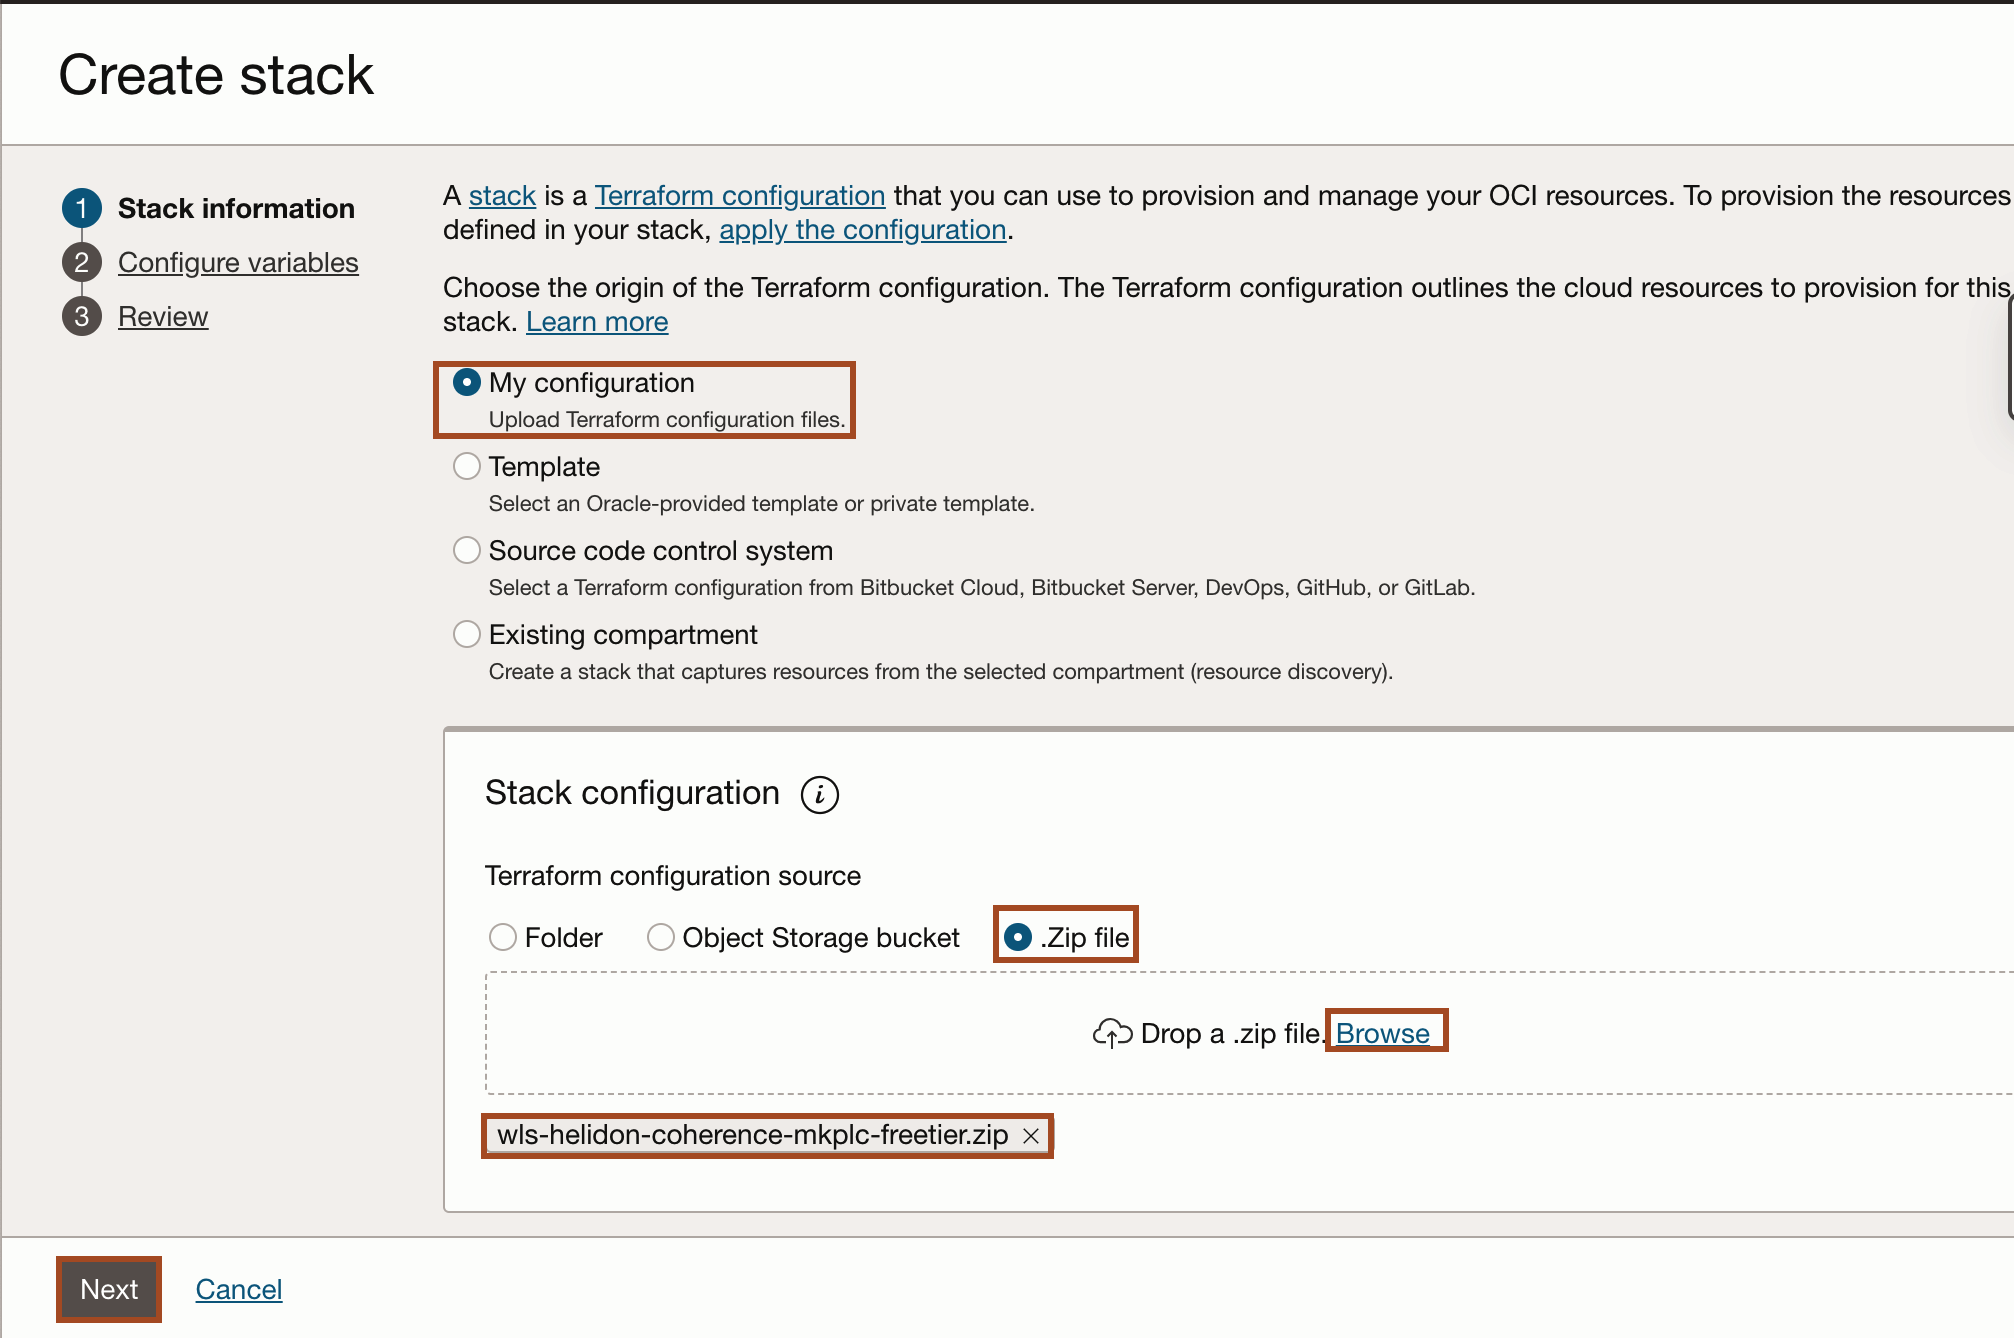 Create stack
1 Stack information
2 Configure variables
3 Review
A stack is a Terraform configuration that you can use to provision and manage your OCI resources. To provision the resources
defined in your stack, apply the configuration.
Choose the origin of the Terraform configuration. The Terraform configuration outlines the cloud resources to provision for this
stack. Learn more
My configuration
Upload Terraform configuration files.
Template
Select an Oracle-provided template or private template.
Source code control system
Select a Terraform configuration from Bitbucket Cloud, Bitbucket Server, DevOps, GitHub, or GitLab.
Existing compartment
Create a stack that captures resources from the selected compartment (resource discovery).
Stack configuration i
Terraform configuration source
Folder Object Storage bucket .Zip file
Drop a .zip file. Browse
wls-helidon-coherence-mkplc-freetier.zip ×
Next Cancel